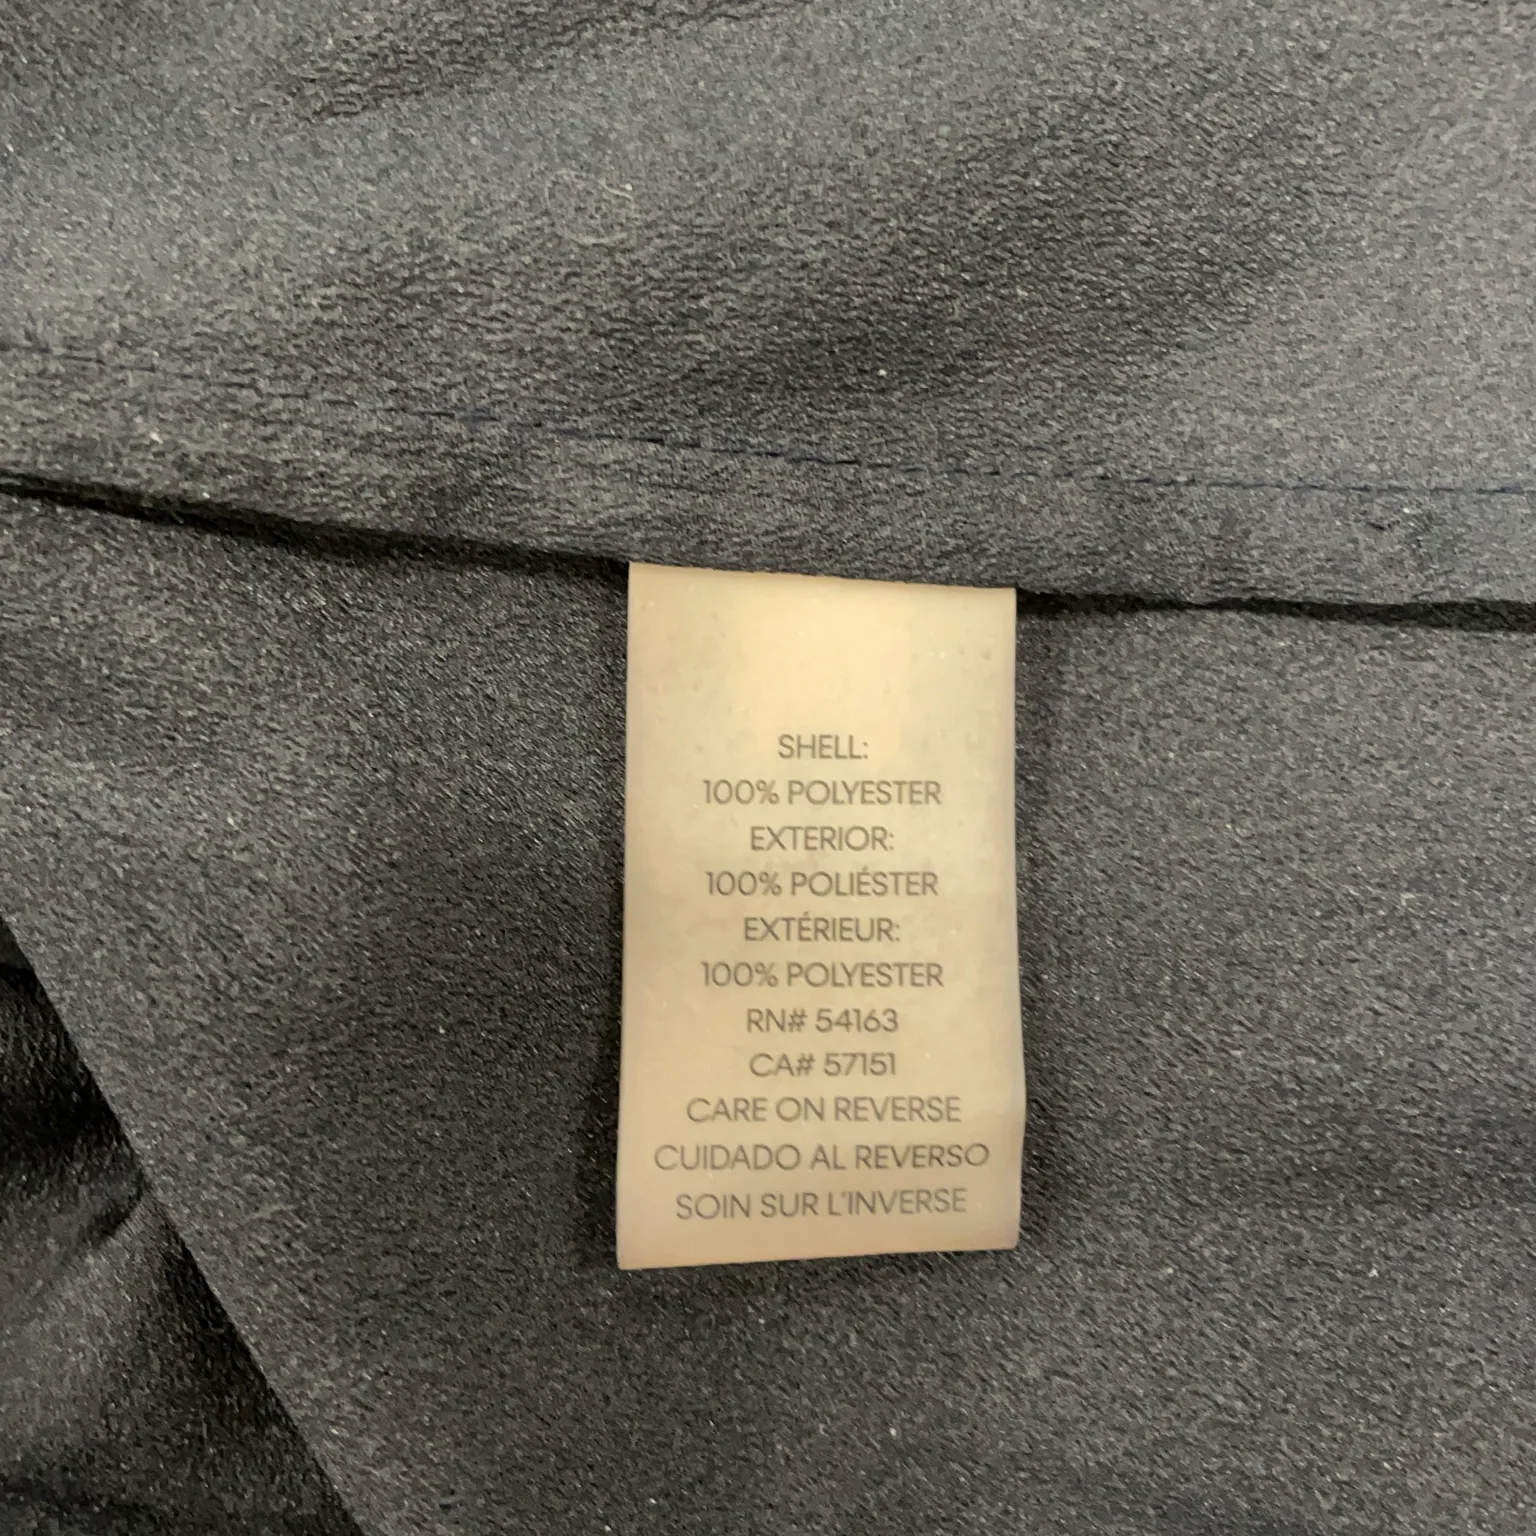 SHELL:
100% POLYESTER
EXTERIOR:
100% POLIÉSTER
EXTÉRIEUR:
100% POLYESTER
RN# 54163
CA# 57151
CARE ON REVERSE
CUIDADO AL REVERSO
SOIN SUR L'INVERSE